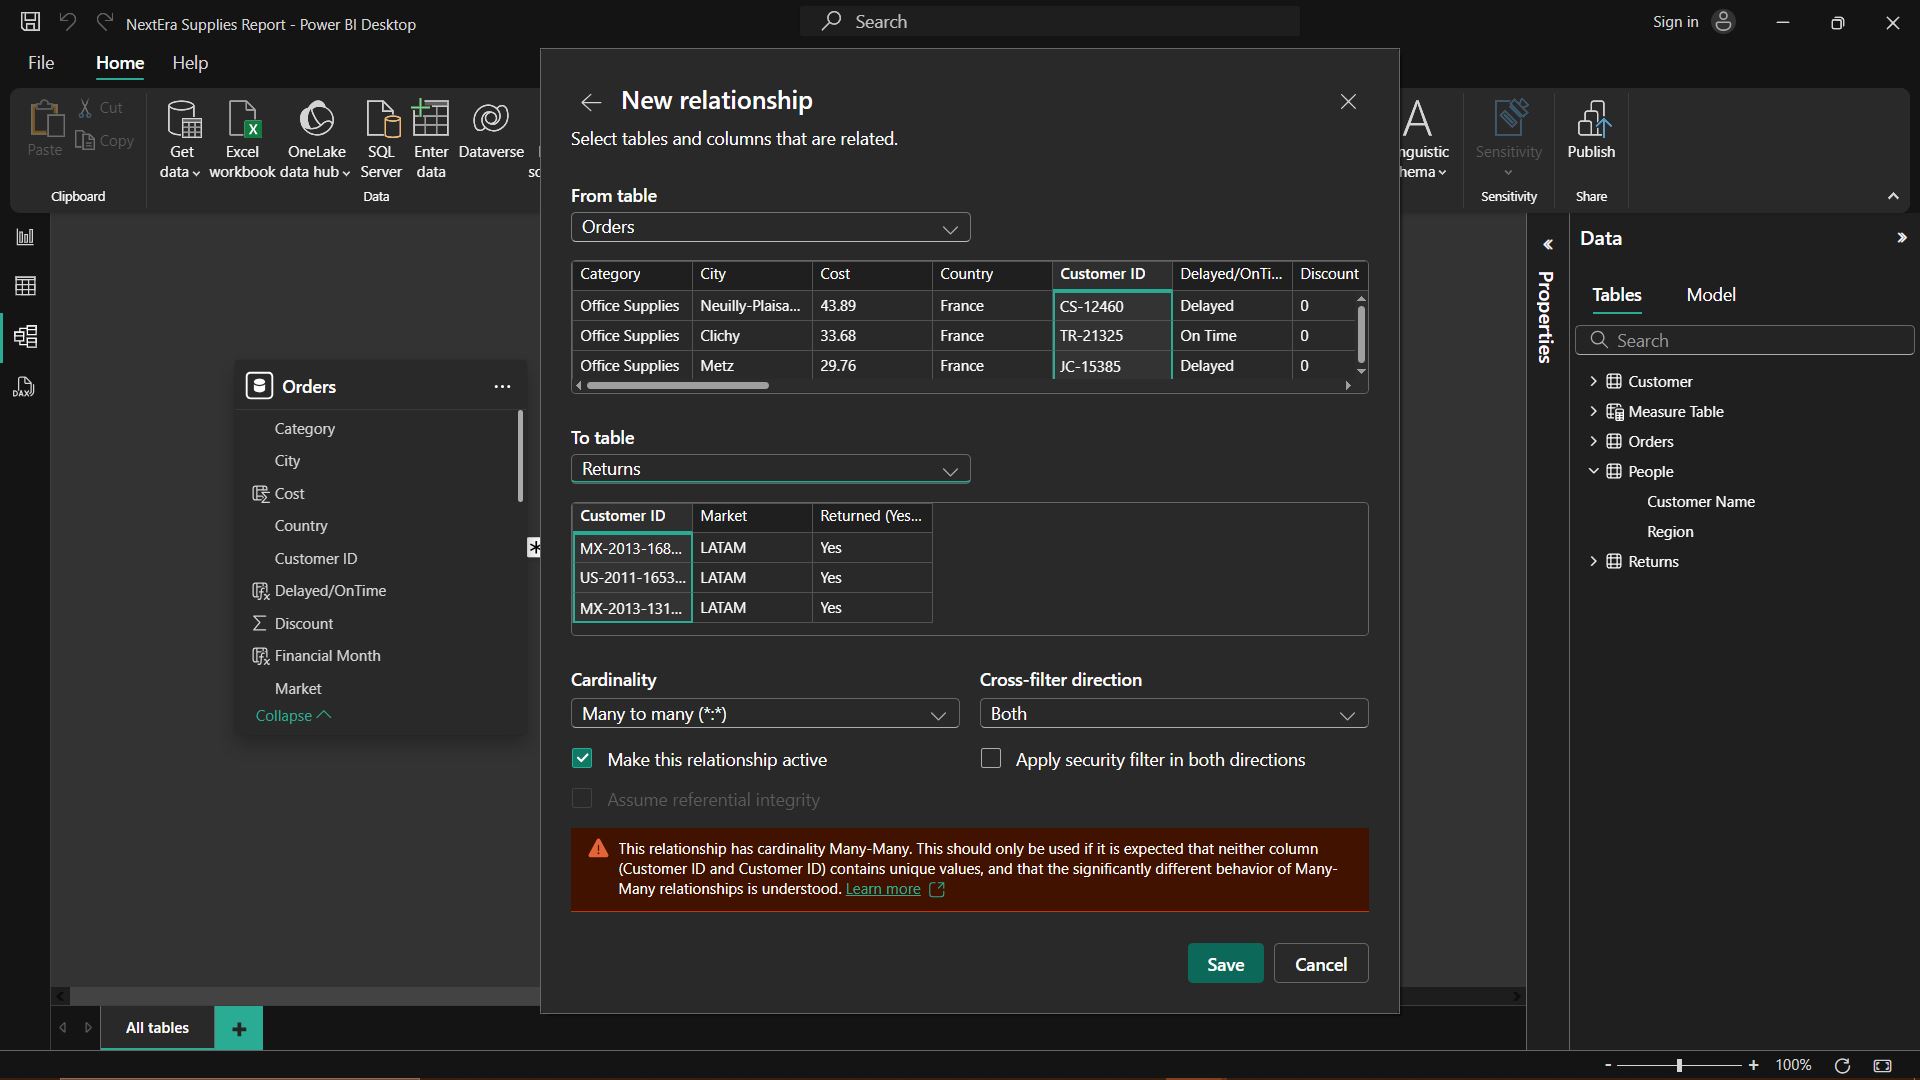 NextEra Supplies Report - Power BI Desktop
Search
Sign in
File
Home
Help
Paste
Cut
Copy
Clipboard
Get data
Excel workbook
OneLake data hub
SQL Server
Enter data
Dataverse
Data
nguistic
hema
Sensitivity
Sensitivity
Publish
Share
New relationship
Select tables and columns that are related.
From table
Orders
Category City Cost Country Customer ID Delayed/OnTi... Discount
Office Supplies Neuilly-Plaisa... 43.89 France CS-12460 Delayed 0
Office Supplies Clichy 33.68 France TR-21325 On Time 0
Office Supplies Metz 29.76 France JC-15385 Delayed 0
To table
Returns
Customer ID Market Returned (Yes...
MX-2013-168... LATAM Yes
US-2011-1653... LATAM Yes
MX-2013-131... LATAM Yes
Cardinality
Many to many (*:*)
Cross-filter direction
Both
Make this relationship active
Apply security filter in both directions
Assume referential integrity
This relationship has cardinality Many-Many. This should only be used if it is expected that neither column
(Customer ID and Customer ID) contains unique values, and that the significantly different behavior of Many-
Many relationships is understood. Learn more
Save
Cancel
DAX
Orders
Category
City
Cost
Country
Customer ID
Delayed/OnTime
Discount
Financial Month
Market
Collapse
*
Properties
Data
Tables
Model
Search
Customer
Measure Table
Orders
People
Customer Name
Region
Returns
All tables
+
- + 100%